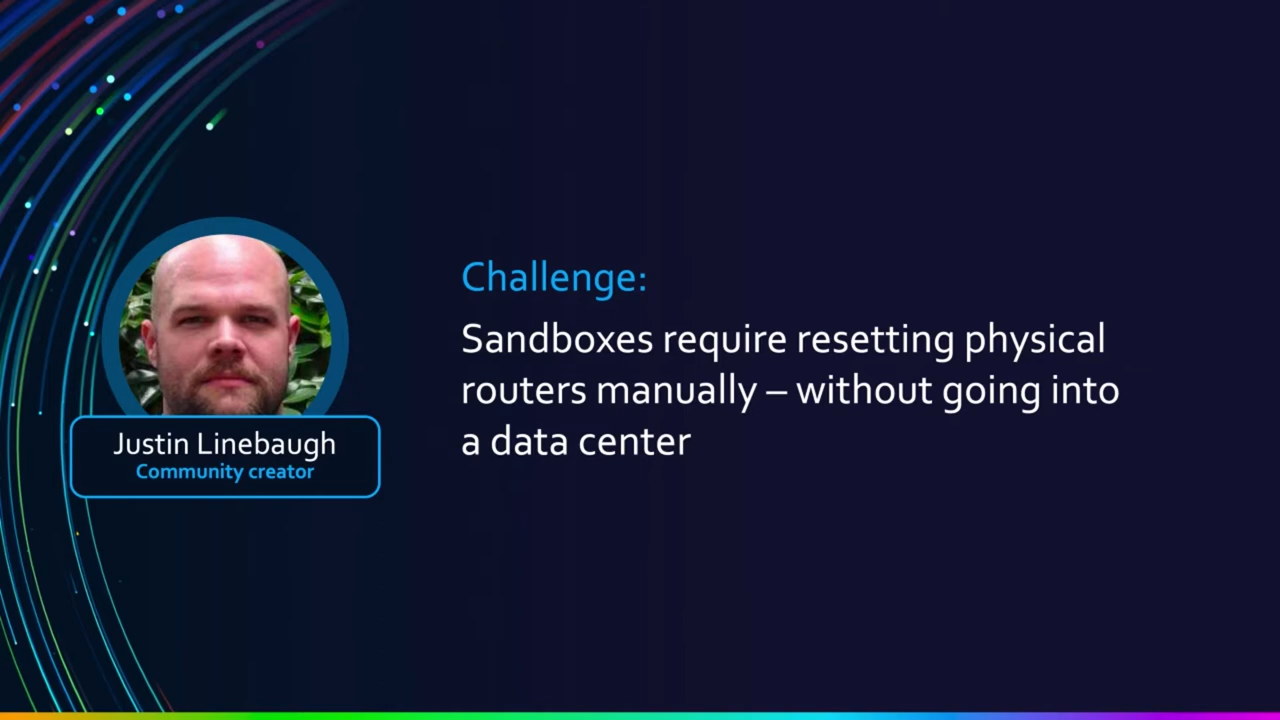 Challenge:
Sandboxes require resetting physical
routers manually – without going into
a data center
Justin Linebaugh
Community creator